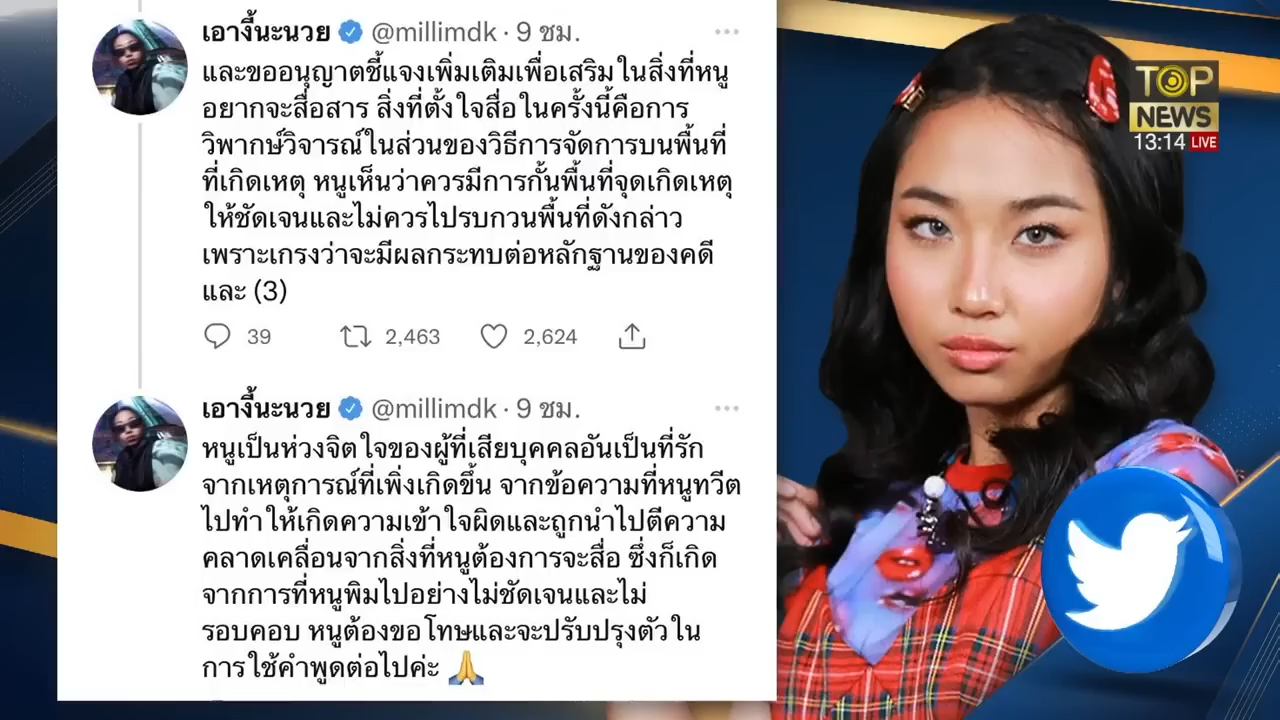 เอางี้นะนวย @millimdk · 9 ชม.
และขออนุญาตชี้แจงเพิ่มเติมเพื่อเสริมในสิ่งที่หนู
อยากจะสื่อสาร สิ่งที่ตั้งใจสื่อในครั้งนี้คือการ
วิพากษ์วิจารณ์ในส่วนของวิธีการจัดการบนพื้นที่
ที่เกิดเหตุ หนูเห็นว่าควรมีการกั้นพื้นที่จุดเกิดเหตุ
ให้ชัดเจนและไม่ควรไปรบกวนพื้นที่ดังกล่าว
เพราะเกรงว่าจะมีผลกระทบต่อหลักฐานของคดี
และ (3)
39 2,463 2,624
เอางี้นะนวย @millimdk · 9 ชม.
หนูเป็นห่วงจิตใจของผู้ที่เสียบุคคลอันเป็นที่รัก
จากเหตุการณ์ที่เพิ่งเกิดขึ้น จากข้อความที่หนูทวีต
ไปทำให้เกิดความเข้าใจผิดและถูกนำไปตีความ
คลาดเคลื่อนจากสิ่งที่หนูต้องการจะสื่อ ซึ่งก็เกิด
จากการที่หนูพิมไปอย่างไม่ชัดเจนและไม่
รอบคอบ หนูต้องขอโทษและจะปรับปรุงตัวใน
การใช้คำพูดต่อไปค่ะ 🙏
TOP
NEWS
13:14 LIVE